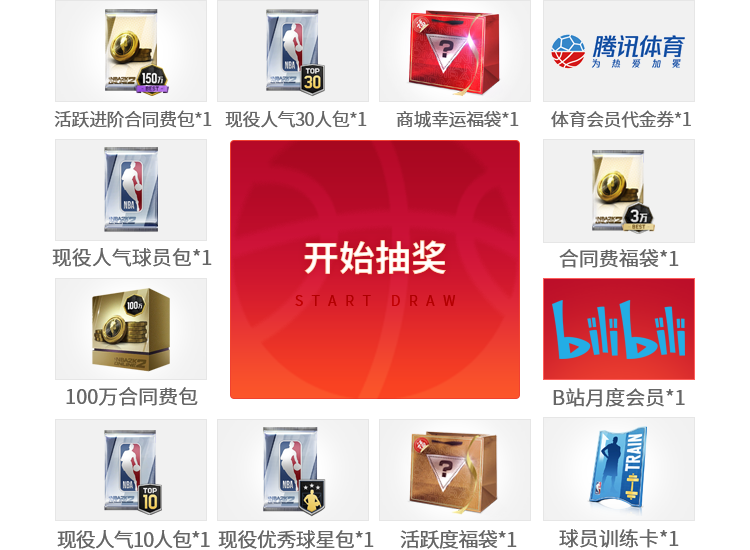 150万
NBA
TOP
30
?
腾讯体育
为热爱加冕
活跃进阶合同费包*1
现役人气30人包*1
商城幸运福袋*1
体育会员代金券*1
NBA
现役人气球员包*1
开始抽奖
START DRAW
3万
BEST
合同费福袋*1
100万
100万合同费包
bilibili
B站月度会员*1
NBA
TOP
10
NBA
?
TRAIN
现役人气10人包*1
现役优秀球星包*1
活跃度福袋*1
球员训练卡*1